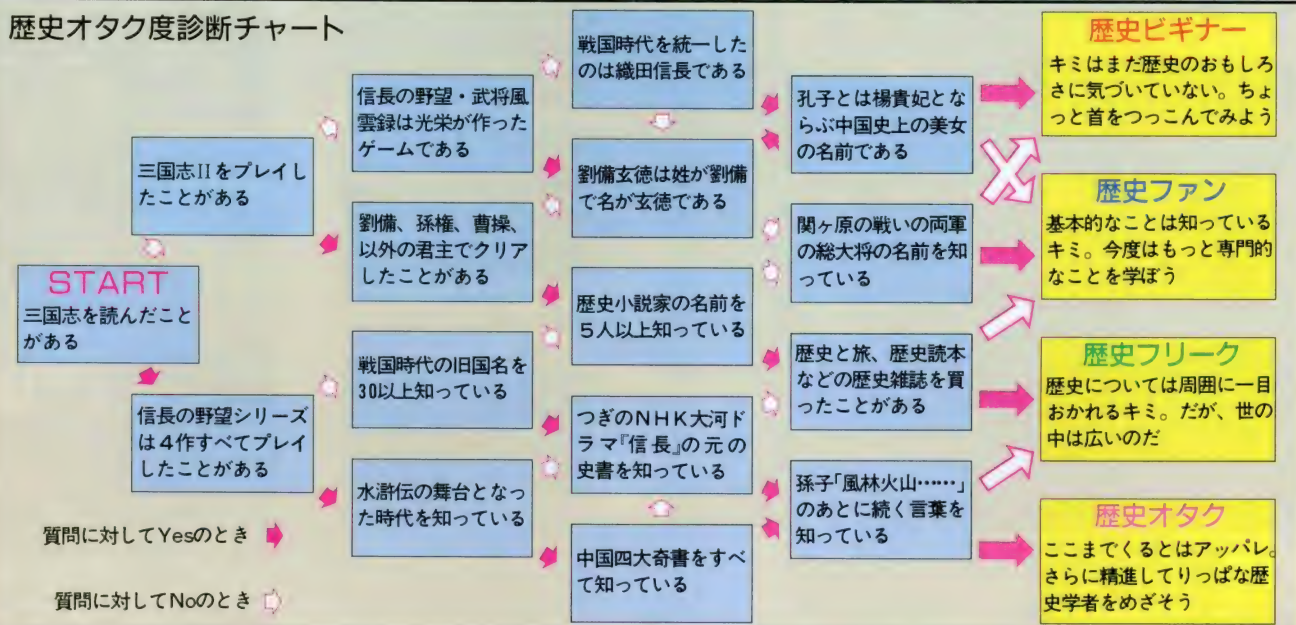 歴史オタク度診断チャート
START
三国志を読んだこと
がある
三国志IIをプレイし
たことがある
信長の野望シリーズ
は4作すべてプレイ
したことがある
信長の野望・武将風
雲録は光栄が作った
ゲームである
劉備、孫権、曹操、
以外の君主でクリア
したことがある
戦国時代の旧国名を
30以上知っている
水滸伝の舞台となっ
た時代を知っている
戦国時代を統一した
のは織田信長である
劉備玄徳は姓が劉備
で名が玄徳である
歴史小説家の名前を
5人以上知っている
つぎのNHK大河ド
ラマ『信長』の元の
史書を知っている
中国四大奇書をすべ
て知っている
孔子とは楊貴妃とな
らぶ中国史上の美女
の名前である
関ヶ原の戦いの両軍
の総大将の名前を知
っている
歴史と旅、歴史読本
などの歴史雑誌を買
ったことがある
孫子「風林火山……」
のあとに続く言葉を
知っている
歴史ビギナー
キミはまだ歴史のおもしろ
さに気づいていない。ちょ
っと首をつっこんでみよう
歴史ファン
基本的なことは知っている
キミ。今度はもっと専門的
なことを学ぼう
歴史フリーク
歴史については周囲に一目
おかれるキミ。だが、世の
中は広いのだ
歴史オタク
ここまでくるとはアッパレ。
さらに精進してりっぱな歴
史学者をめざそう
質問に対してYesのとき
質問に対してNoのとき